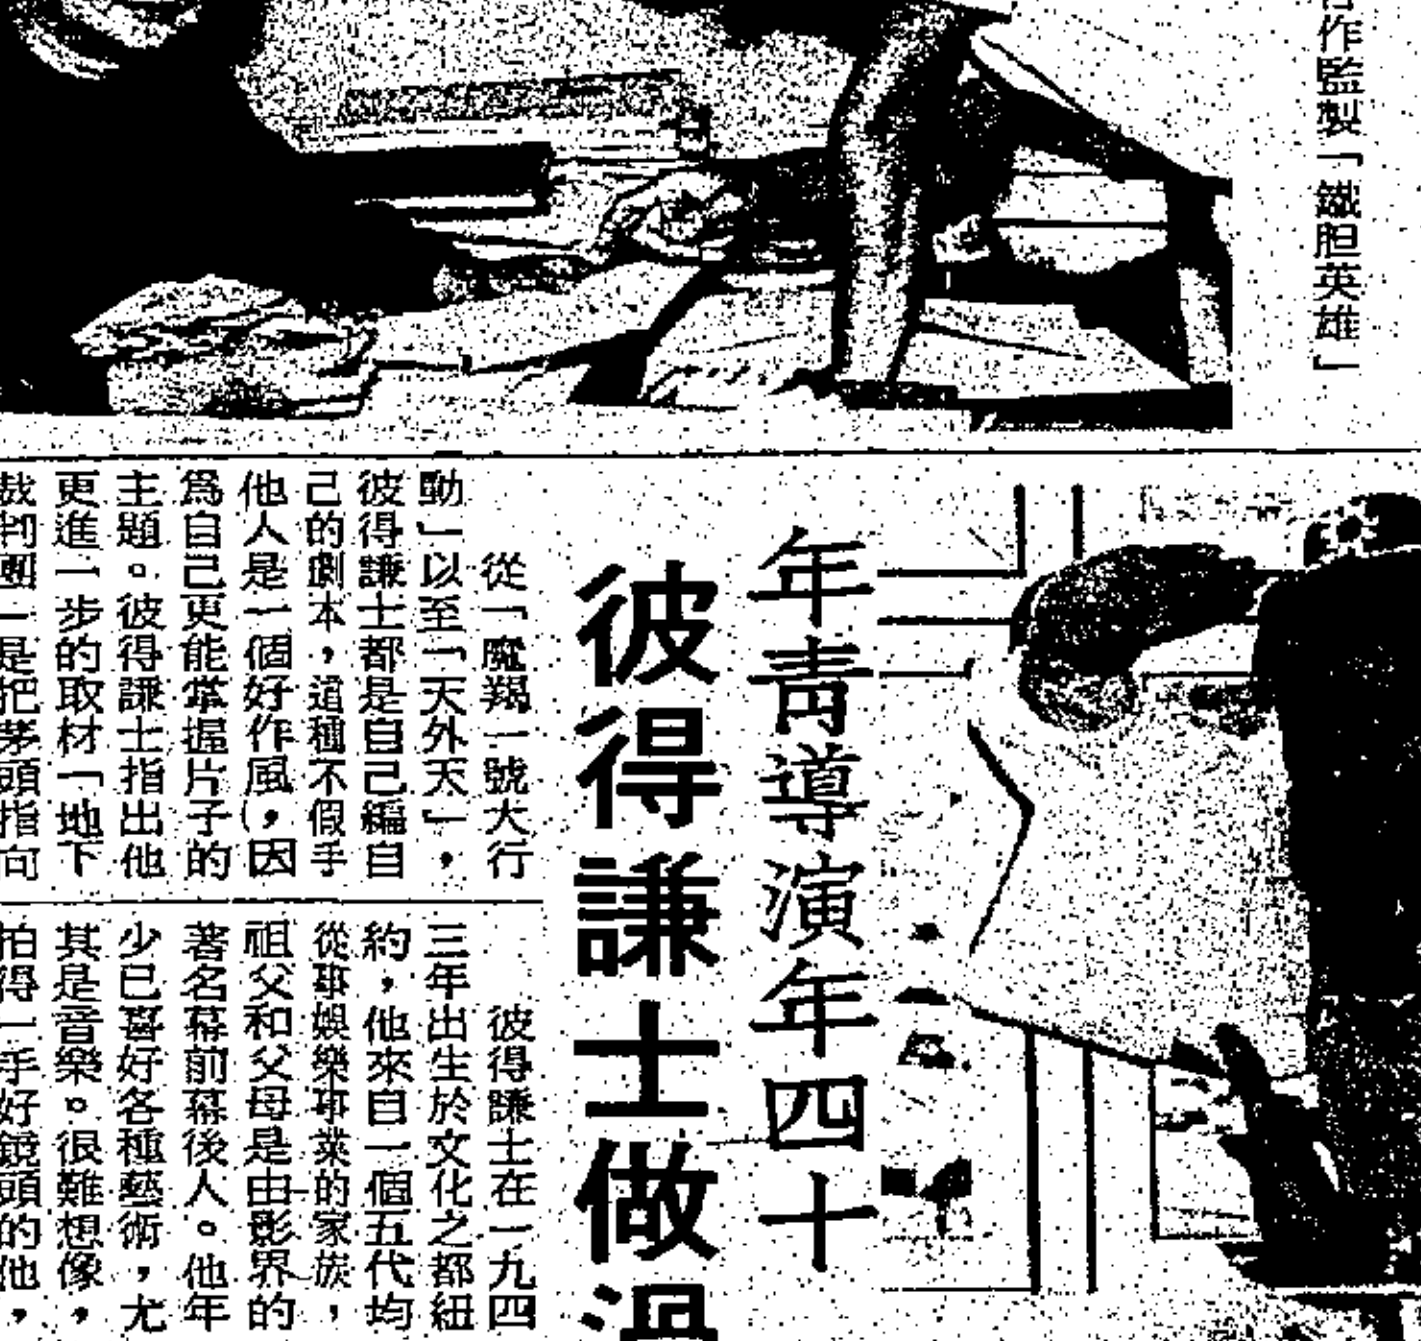 作監製「鐵胆英雄」
年青導演年四十
彼得謙士做過
從「魔羯一號大行
動」以至「天外天」，
彼得謙士都是自己編自
己的劇本，這種不假手
他人是一個好作風，因
為自己更能掌握片子的
主題。彼得謙士指出他
更進一步的取材「地下
裁判團」是把茅頭指向
彼得謙士在一九四
三年出生於文化之都紐
約，他來自一個五代均
從事娛樂事業的家族，
祖父和父母是由影界的
著名幕前幕後人。他年
少已喜好各種藝術，尤
其是音樂。很難想像，
拍得一手好鏡頭的他，